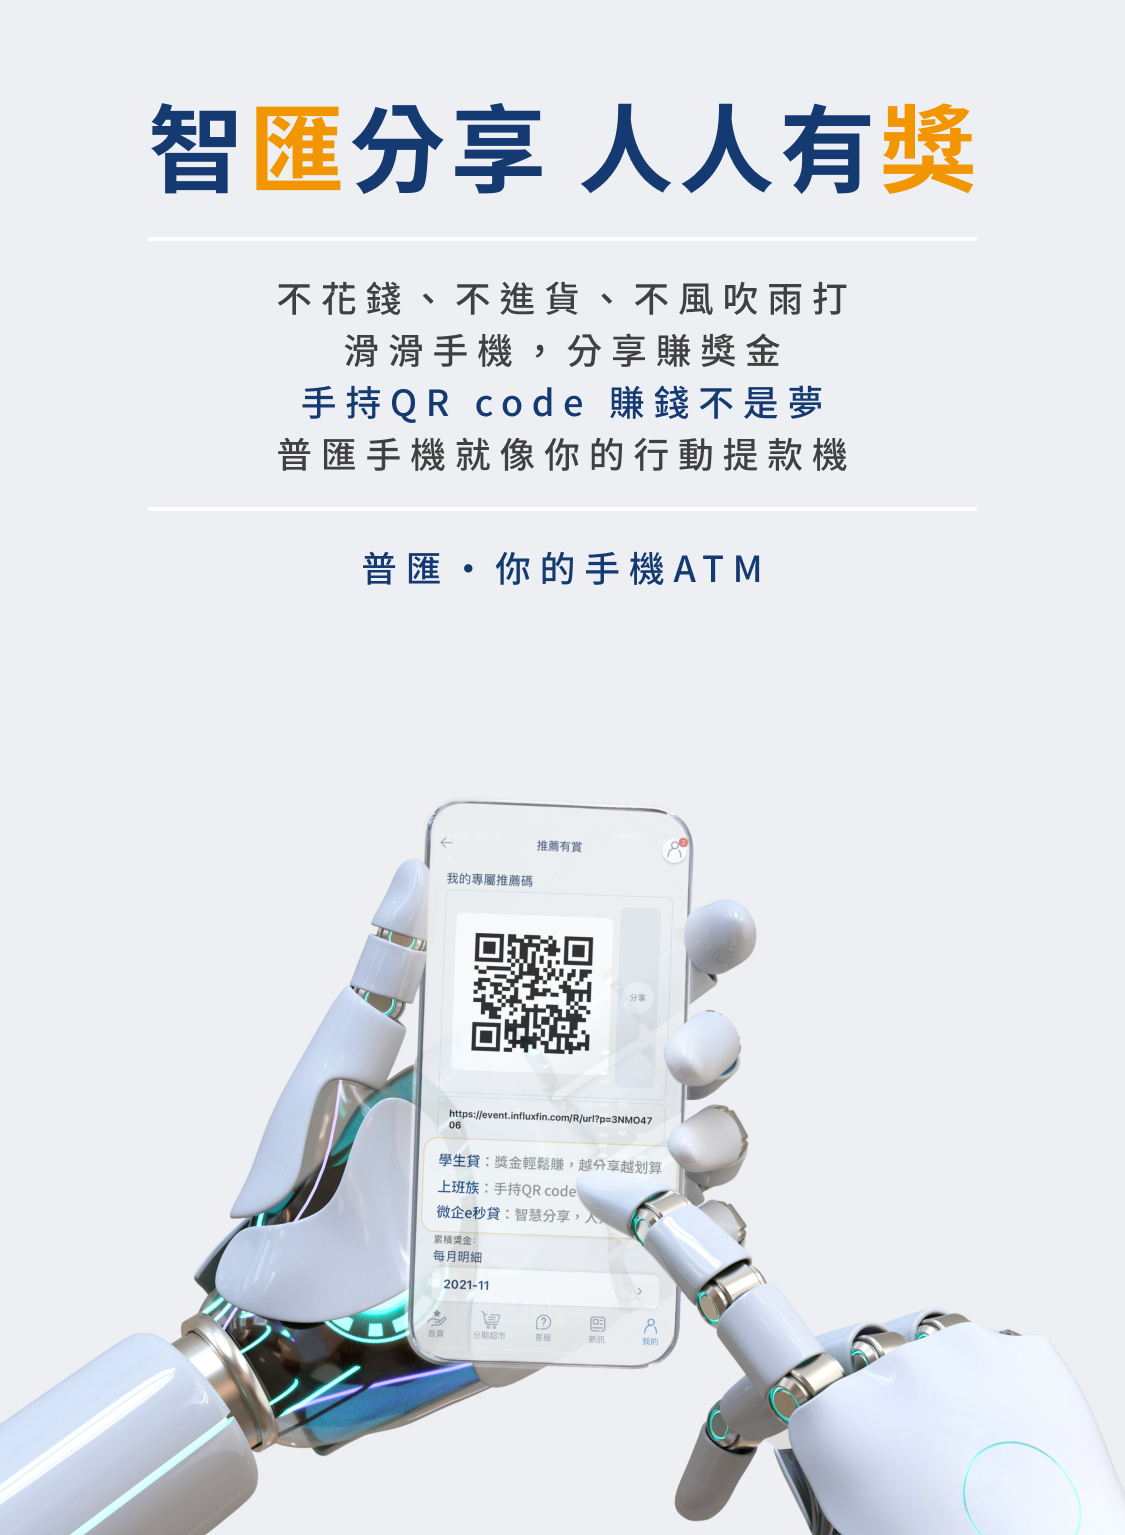 智匯分享 人人有獎
不花錢、不進貨、不風吹雨打
滑滑手機，分享賺獎金
手持QR code 賺錢不是夢
普匯手機就像你的行動提款機
普匯・你的手機ATM
推薦有賞
3
我的專屬推薦碼
分享
https://event.influxfin.com/R/url?p=3NMO47
06
學生貸：獎金輕鬆賺，越分享越划算
上班族：手持QR code
微企e秒貸：智慧分享，人
累積獎金：
每月明細
2021-11
首頁 分期超市 客服 新訊 我的